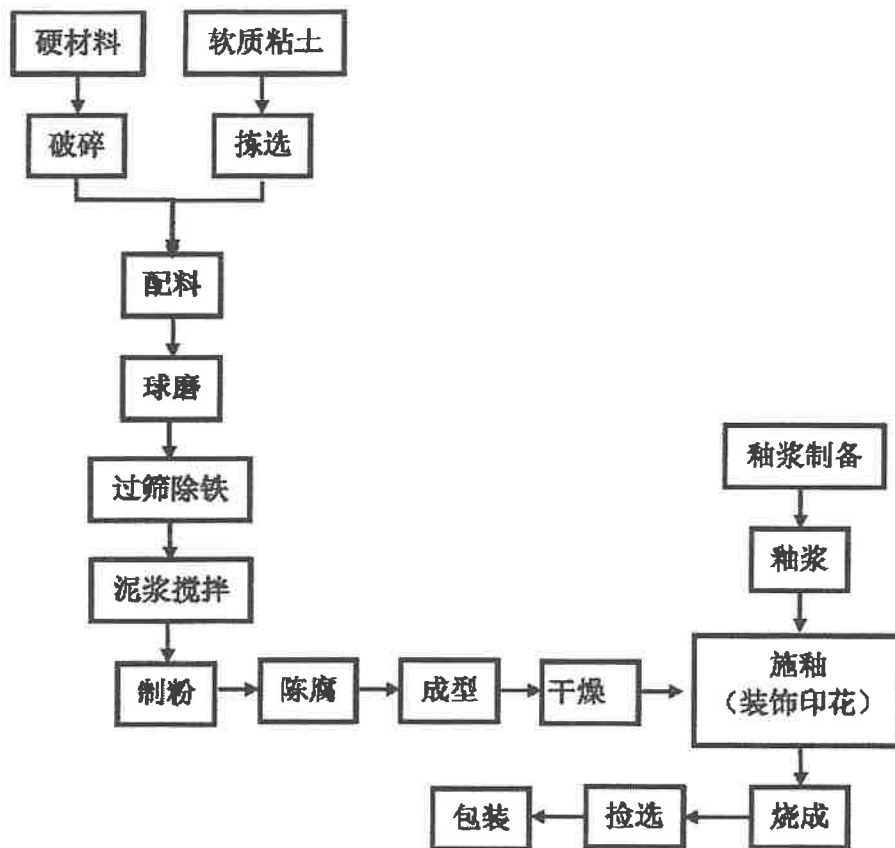 硬材料
软质粘土
破碎
拣选
配料
球磨
过筛除铁
泥浆搅拌
制粉
陈腐
成型
干燥
釉浆制备
釉浆
施釉
（装饰印花）
烧成
捡选
包装